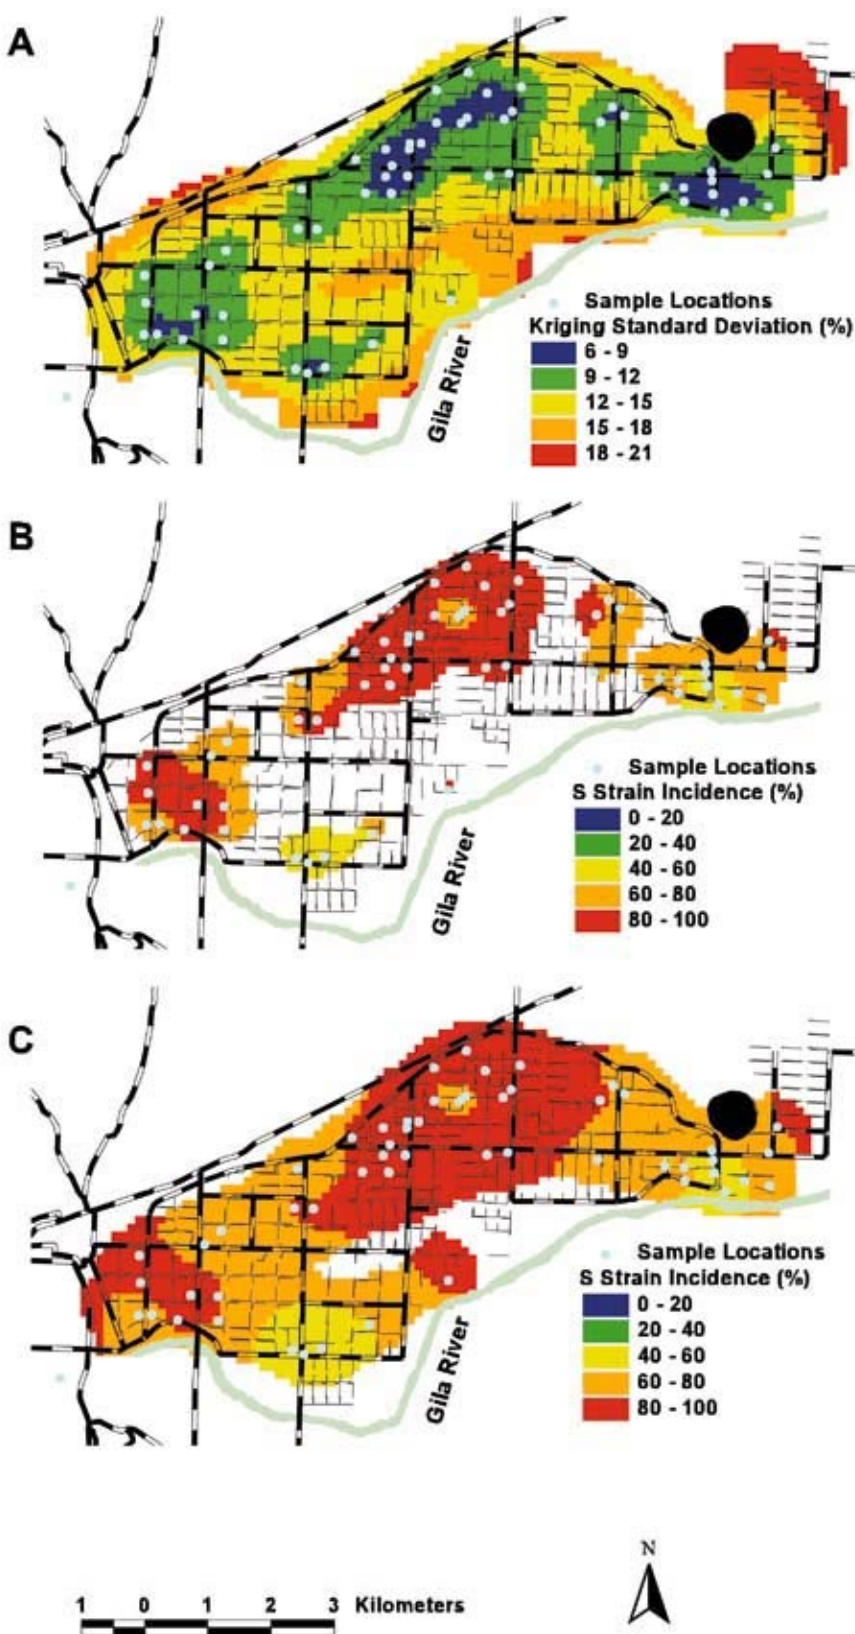 A
Sample Locations
Kriging Standard Deviation (%)
6 - 9
9 - 12
12 - 15
15 - 18
18 - 21
Gila River
B
Sample Locations
S Strain Incidence (%)
0 - 20
20 - 40
40 - 60
60 - 80
80 - 100
Gila River
C
Sample Locations
S Strain Incidence (%)
0 - 20
20 - 40
40 - 60
60 - 80
80 - 100
Gila River
N
1 0 1 2 3 Kilometers